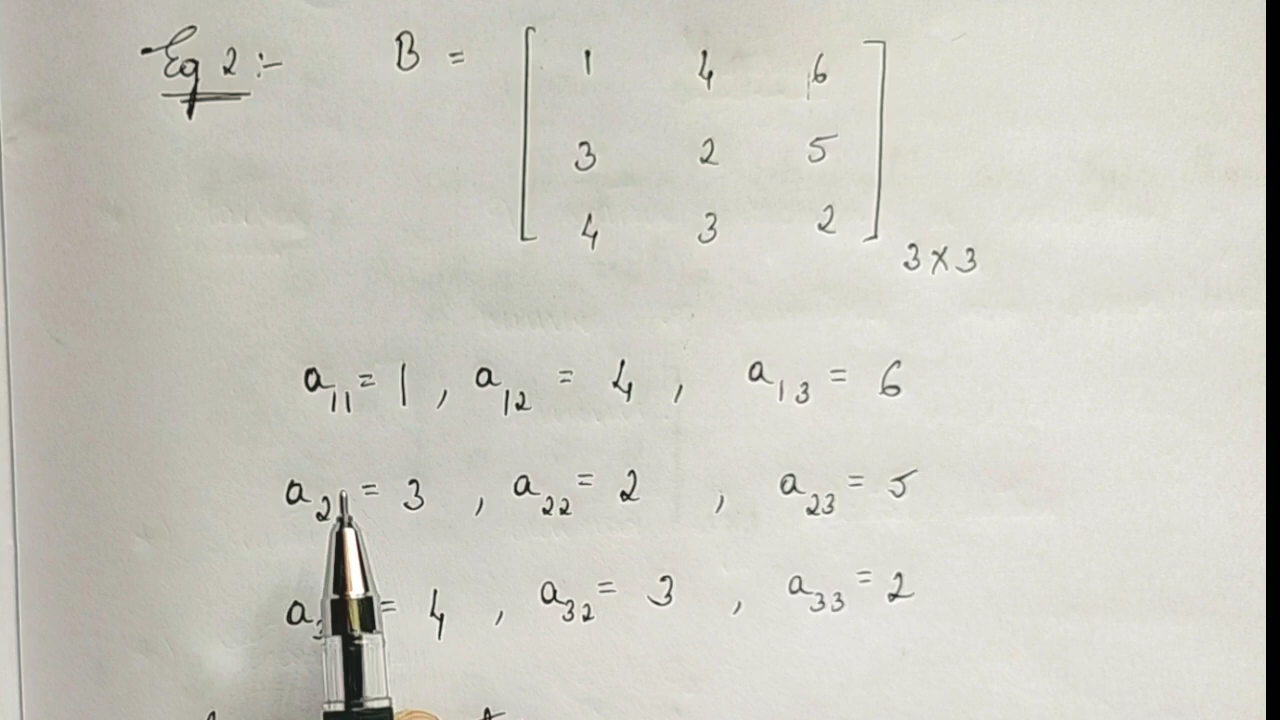 Eg 2:- B = [ 1 4 6
3 2 5
4 3 2 ] 3×3
a₁₁ = 1 , a₁₂ = 4 , a₁₃ = 6
a₂ = 3 , a₂₂ = 2 , a₂₃ = 5
a = 4 , a₃₂ = 3 , a₃₃ = 2